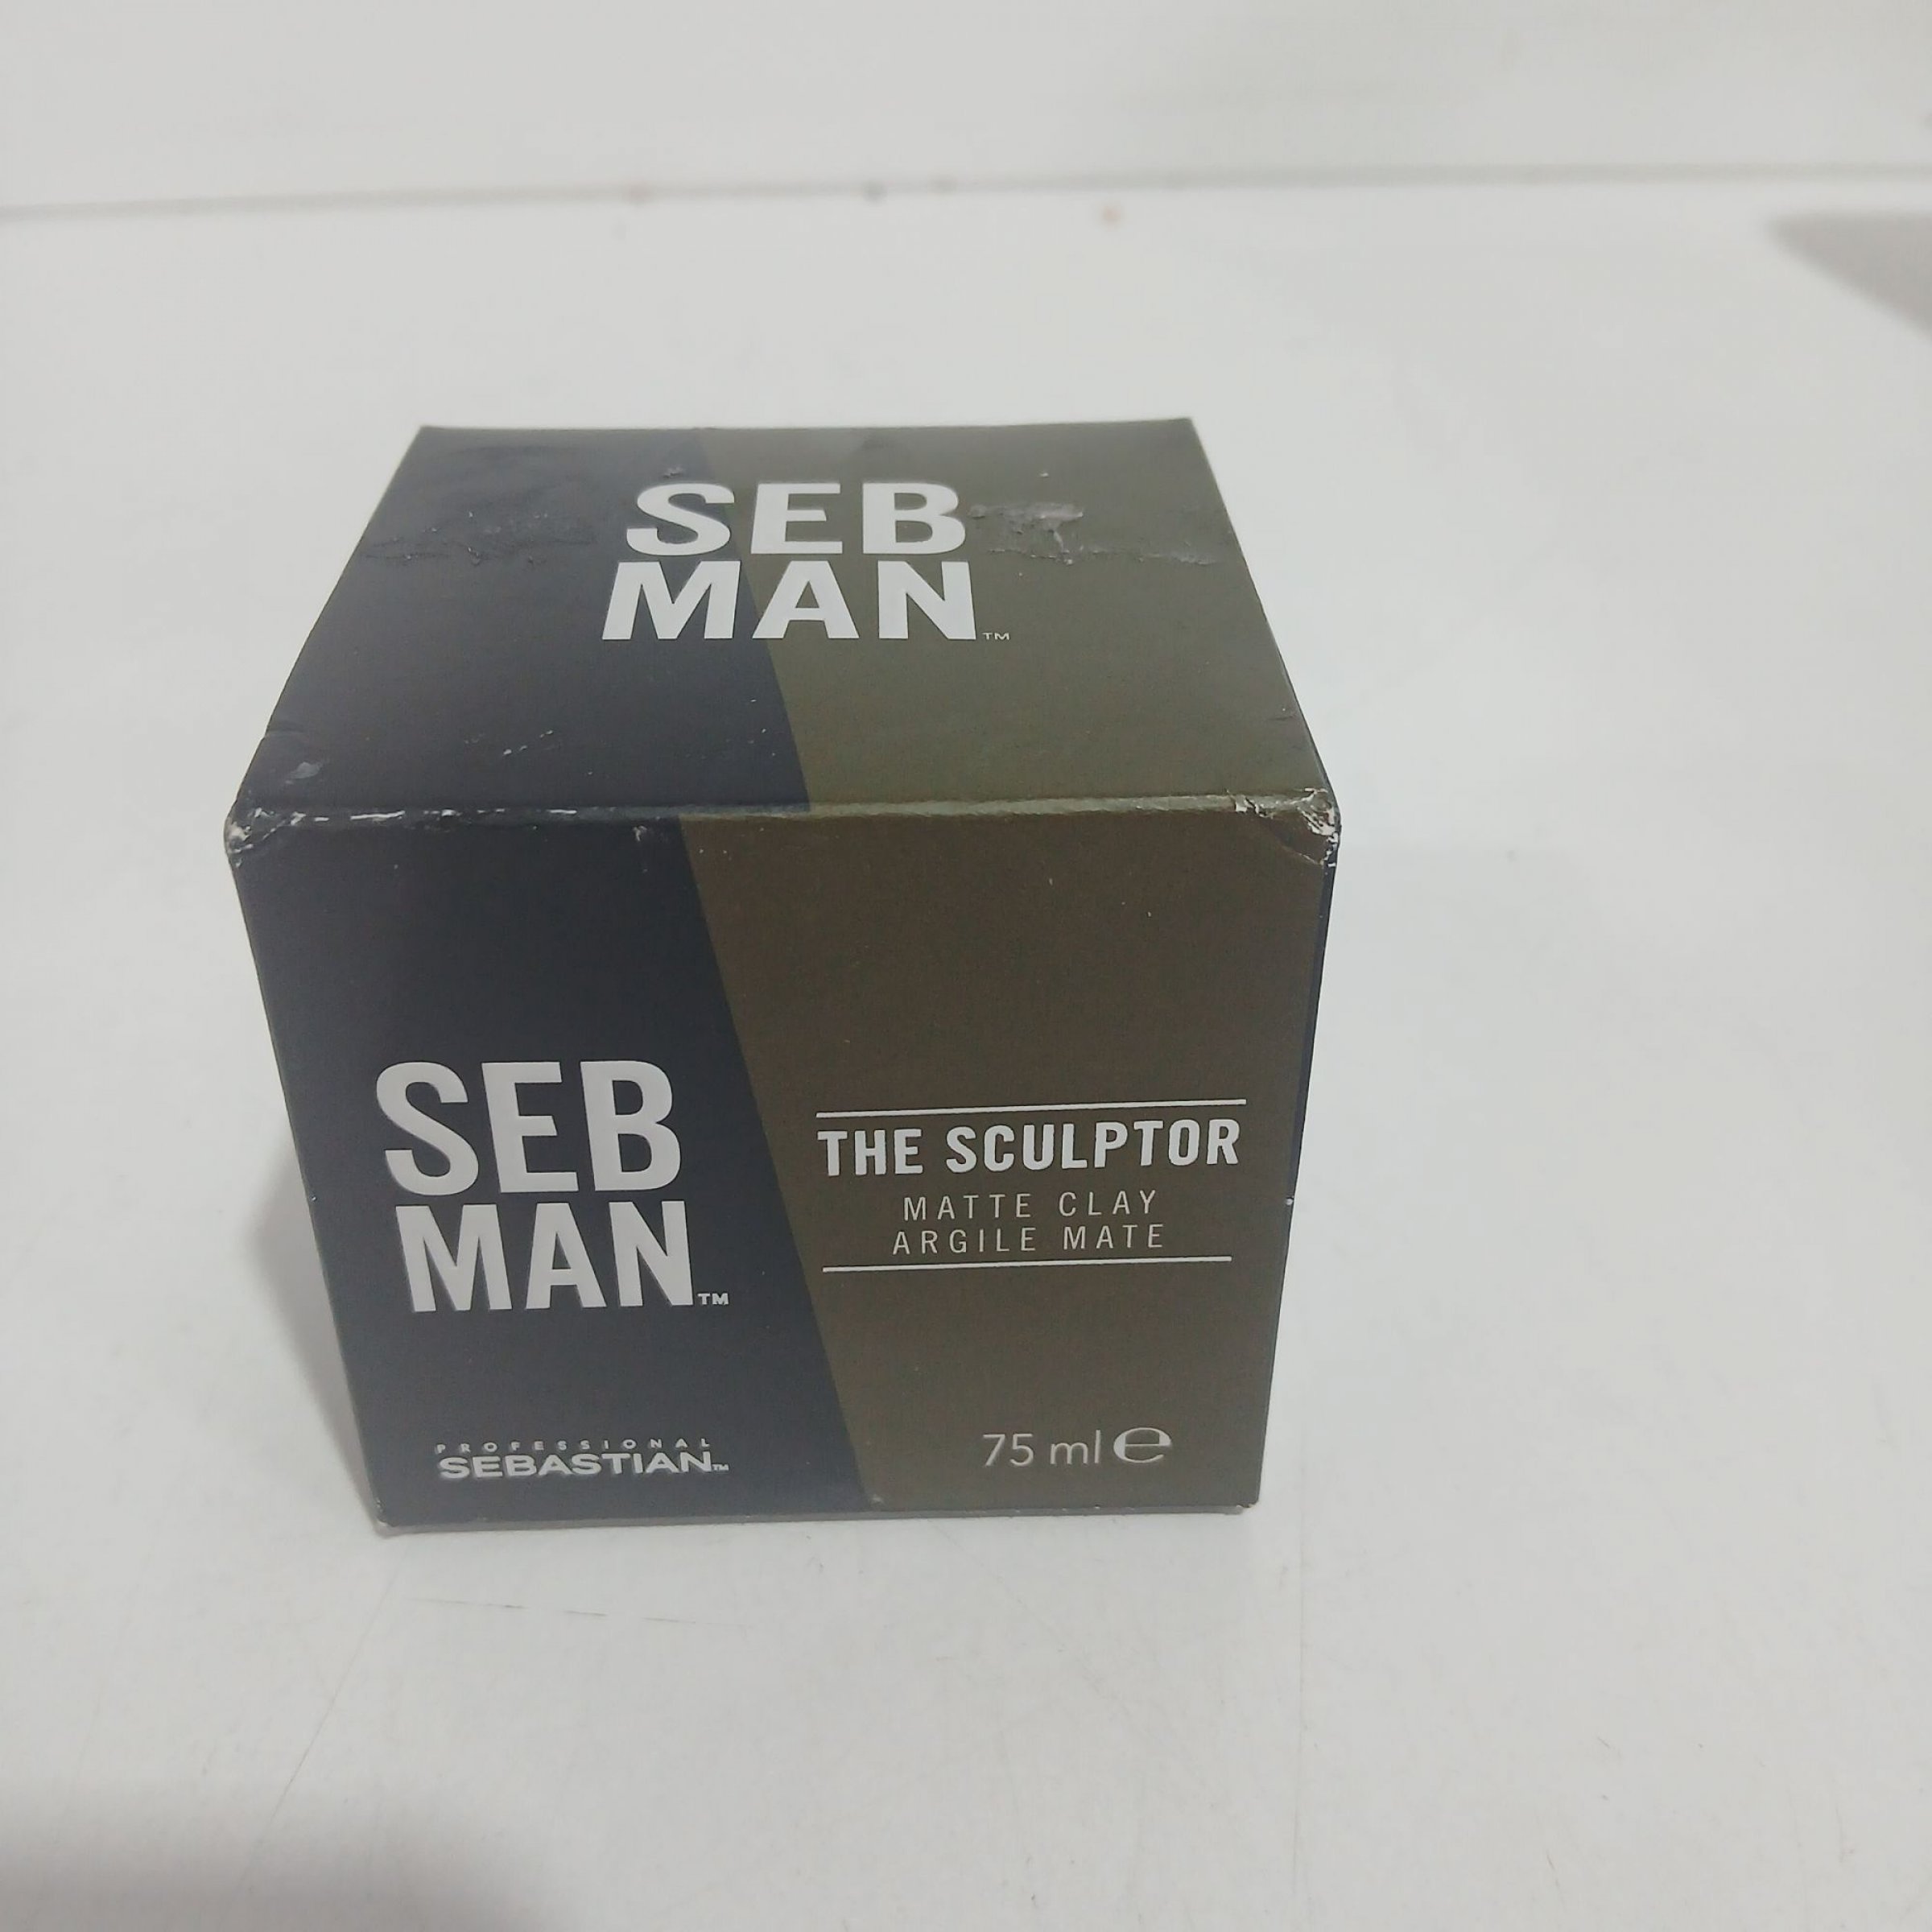 SEB
MAN™
SEB
MAN™
THE SCULPTOR
MATTE CLAY
ARGILE MATE
PROFESSIONAL
SEBASTIAN™
75 ml ℮